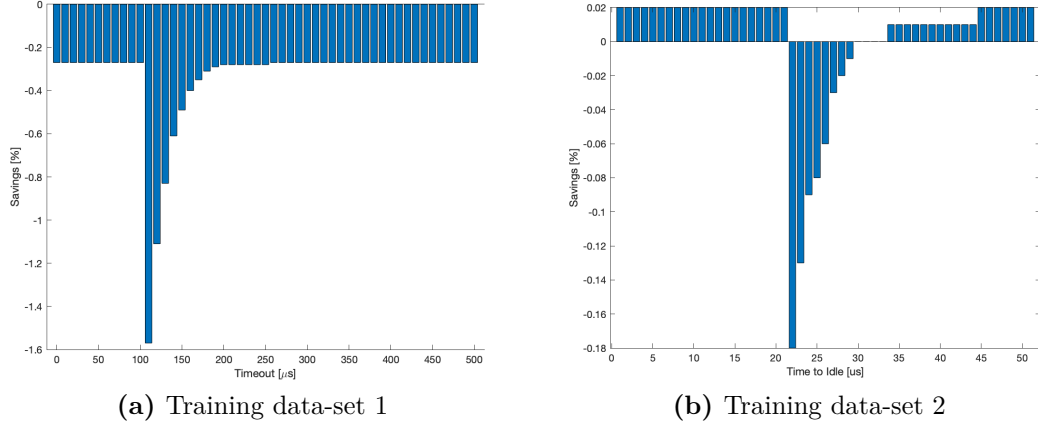 0
-0.2
-0.4
-0.6
-0.8
-1
-1.2
-1.4
-1.6
Savings [%]
0 50 100 150 200 250 300 350 400 450 500
Timeout [μs]
(a) Training data-set 1
0.02
0
-0.02
-0.04
-0.06
-0.08
-0.1
-0.12
-0.14
-0.16
-0.18
Savings [%]
0 5 10 15 20 25 30 35 40 45 50
Time to Idle [us]
(b) Training data-set 2